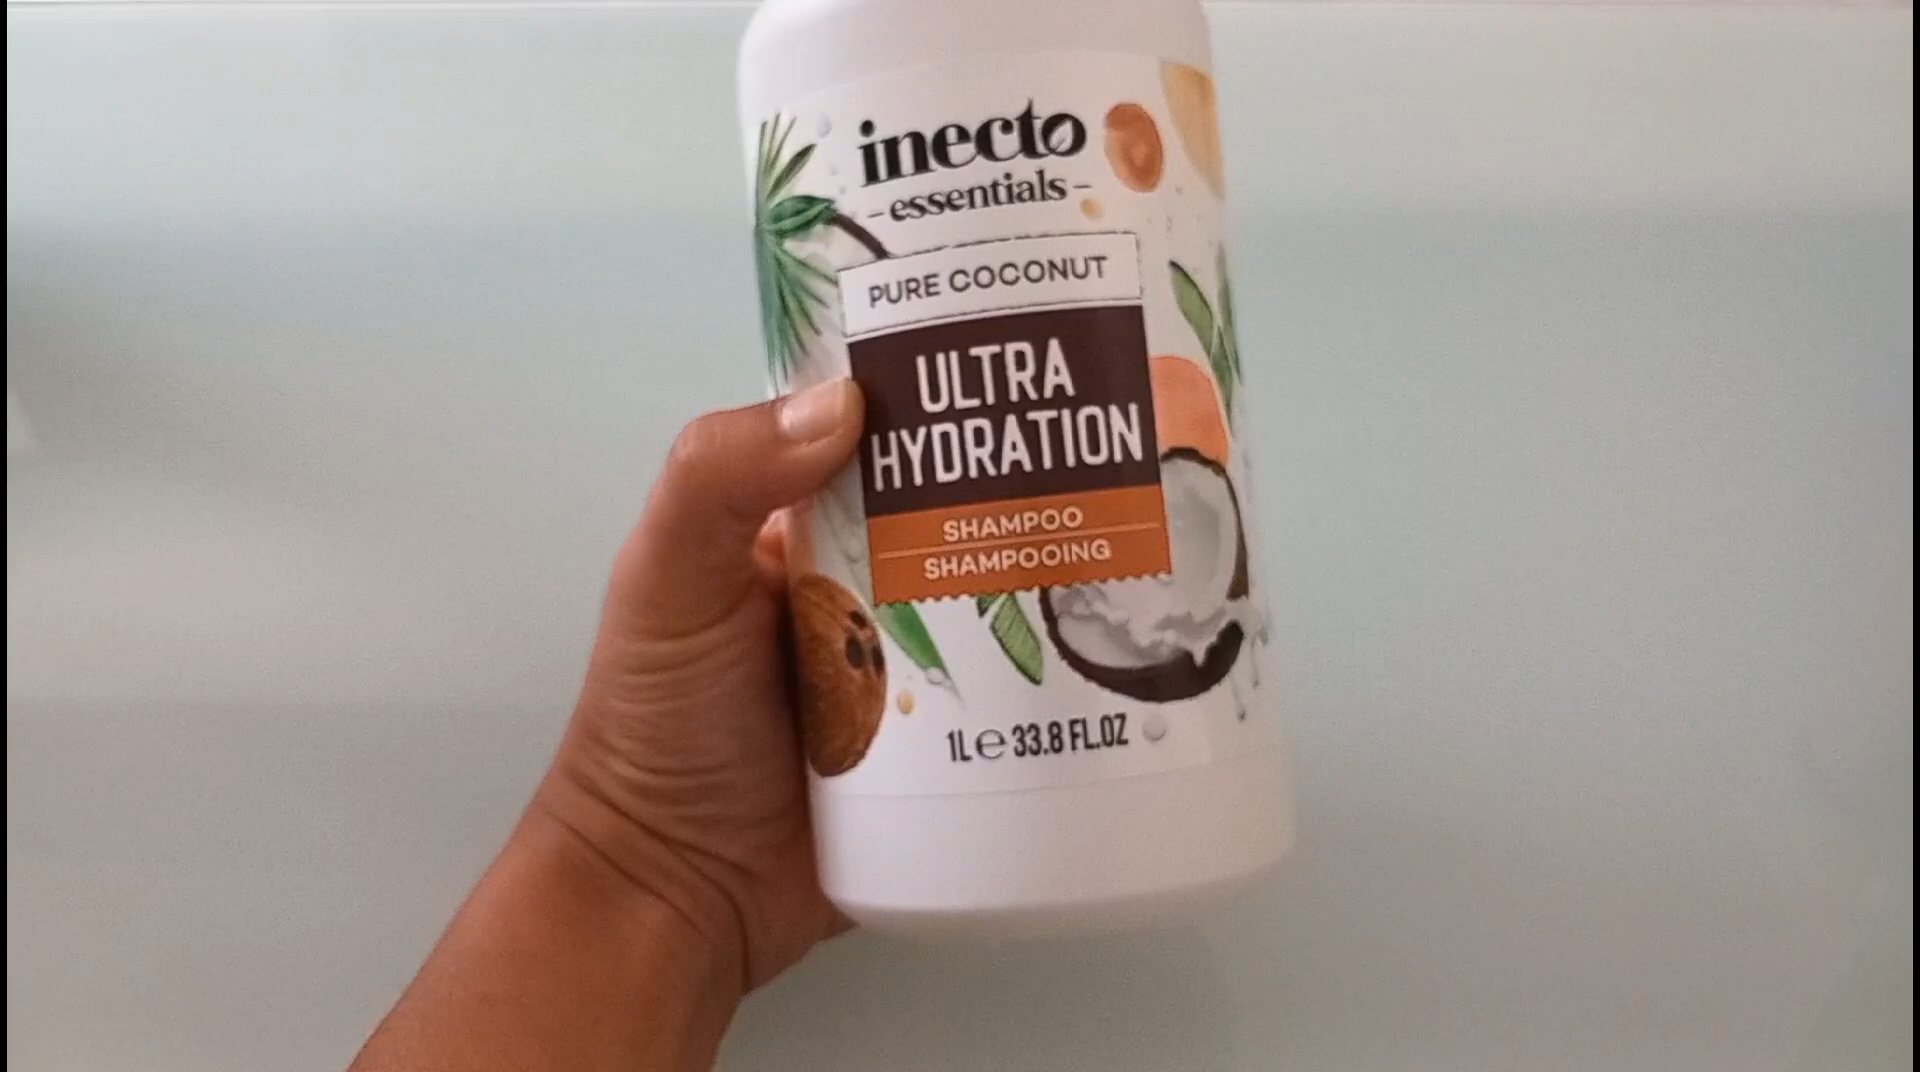 inecto
-essentials-
PURE COCONUT
ULTRA
HYDRATION
SHAMPOO
SHAMPOOING
1L℮33.8 FL.OZ